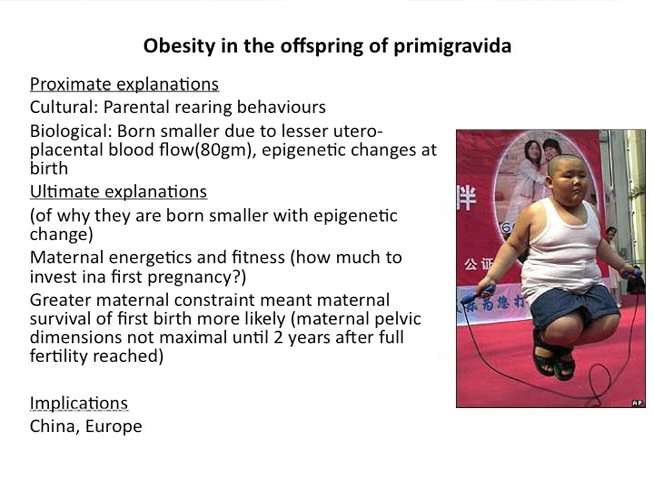 Obesity in the offspring of primigravida
Proximate explanations
Cultural: Parental rearing behaviours
Biological: Born smaller due to lesser utero-
placental blood flow(80gm), epigenetic changes at
birth
Ultimate explanations
(of why they are born smaller with epigenetic
change)
Maternal energetics and fitness (how much to
invest ina first pregnancy?)
Greater maternal constraint meant maternal
survival of first birth more likely (maternal pelvic
dimensions not maximal until 2 years after full
fertility reached)
Implications
China, Europe
胖
公证
为您打
AP